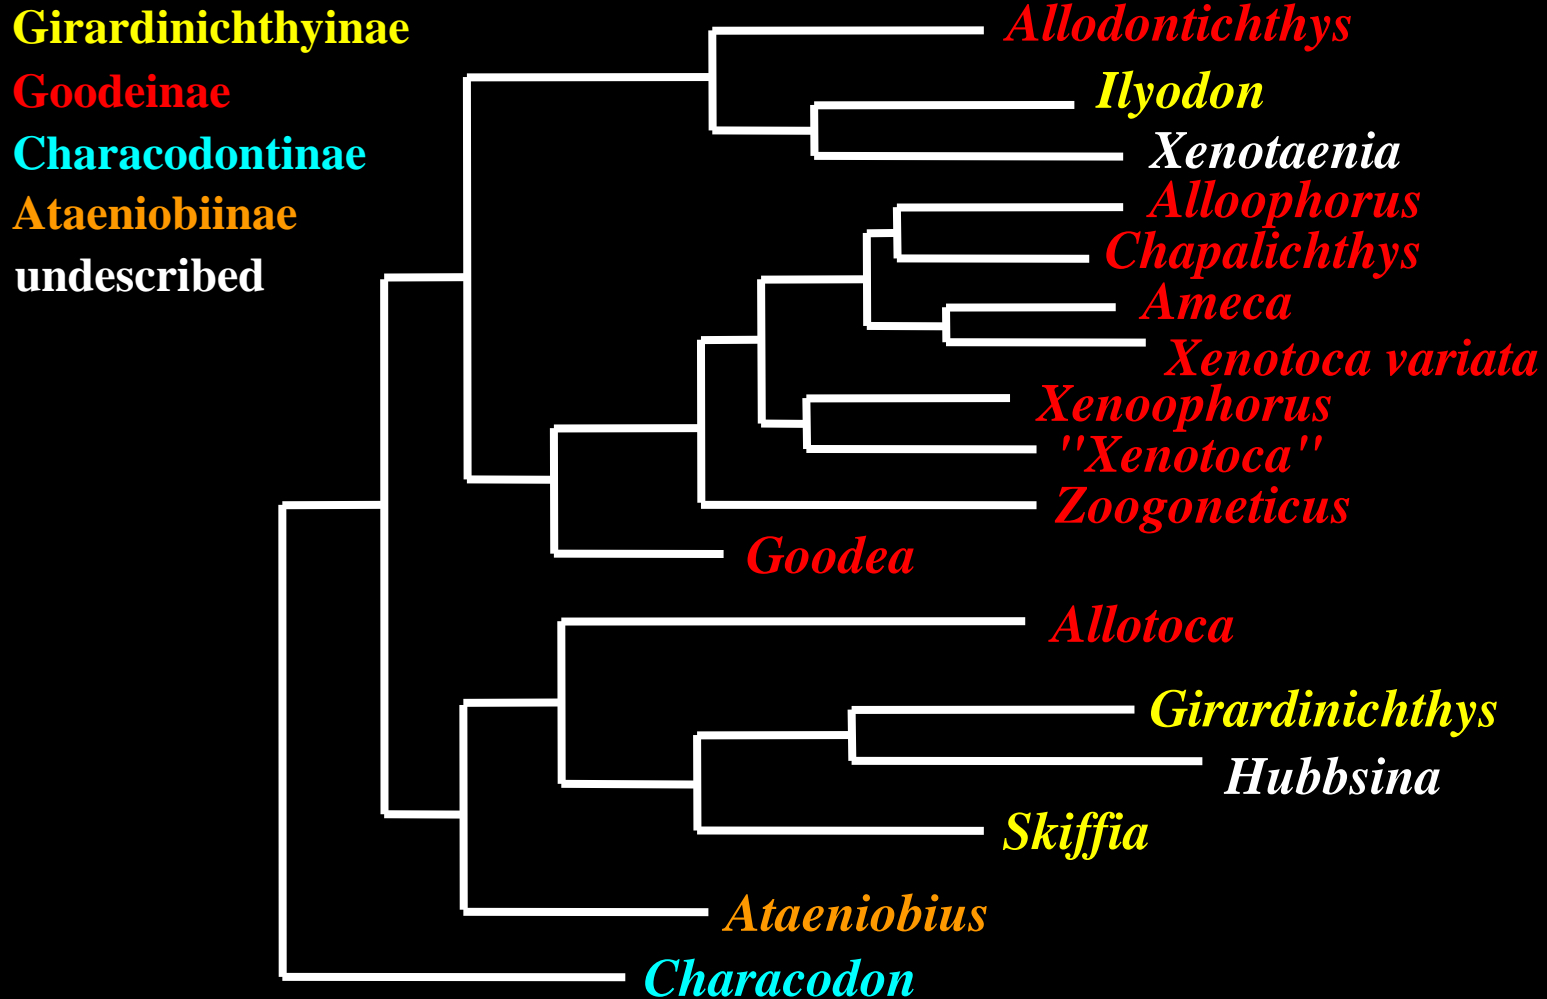 Girardinichthyinae
Goodeinae
Characodontinae
Ataeniobiinae
undescribed
Allodontichthys
Ilyodon
Xenotaenia
Alloophorus
Chapalichthys
Ameca
Xenotoca variata
Xenoophorus
"Xenotoca"
Zoogoneticus
Goodea
Allotoca
Girardinichthys
Hubbsina
Skiffia
Ataeniobius
Characodon